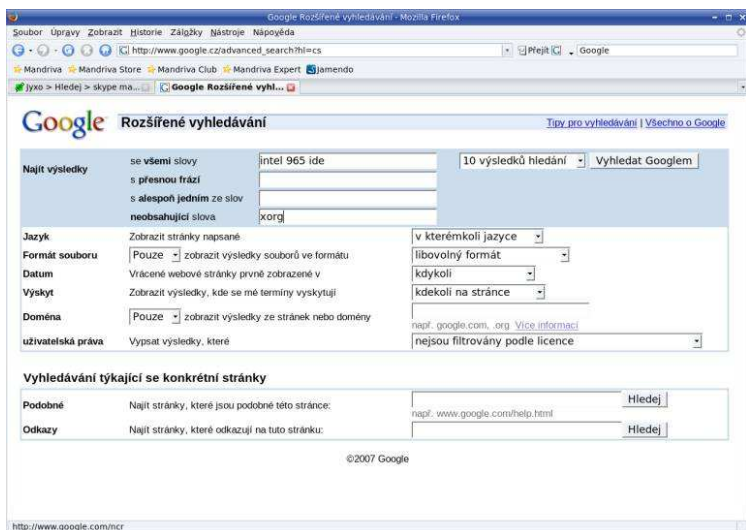 Google Rozšířené vyhledávání - Mozilla Firefox
Soubor Úpravy Zobrazit Historie Záložky Nástroje Nápověda
http://www.google.cz/advanced_search?hl=cs Přejít Google
Mandriva Mandriva Store Mandriva Club Mandriva Expert Jamendo
Jyxo > Hledej > skype ma... Google Rozšířené vyhl...
Google Rozšířené vyhledávání Tipy pro vyhledávání | Všechno o Google
Najít výsledky se všemi slovy intel 965 ide 10 výsledků hledání Vyhledat Googlem
s přesnou frází
s alespoň jedním ze slov
neobsahující slova xorg
Jazyk Zobrazit stránky napsané v kterémkoli jazyce
Formát souboru Pouze zobrazit výsledky souborů ve formátu libovolný formát
Datum Vrácené webové stránky prvně zobrazené v kdykoli
Výskyt Zobrazit výsledky, kde se mé termíny vyskytují kdekoli na stránce
Doména Pouze zobrazit výsledky ze stránek nebo domény
např. google.com, .org Více informací
uživatelská práva Vypsat výsledky, které nejsou filtrovány podle licence
Vyhledávání týkající se konkrétní stránky
Podobné Najít stránky, které jsou podobné této stránce: Hledej
např. www.google.com/help.html
Odkazy Najít stránky, které odkazují na tuto stránku: Hledej
©2007 Google
http://www.google.com/ncr